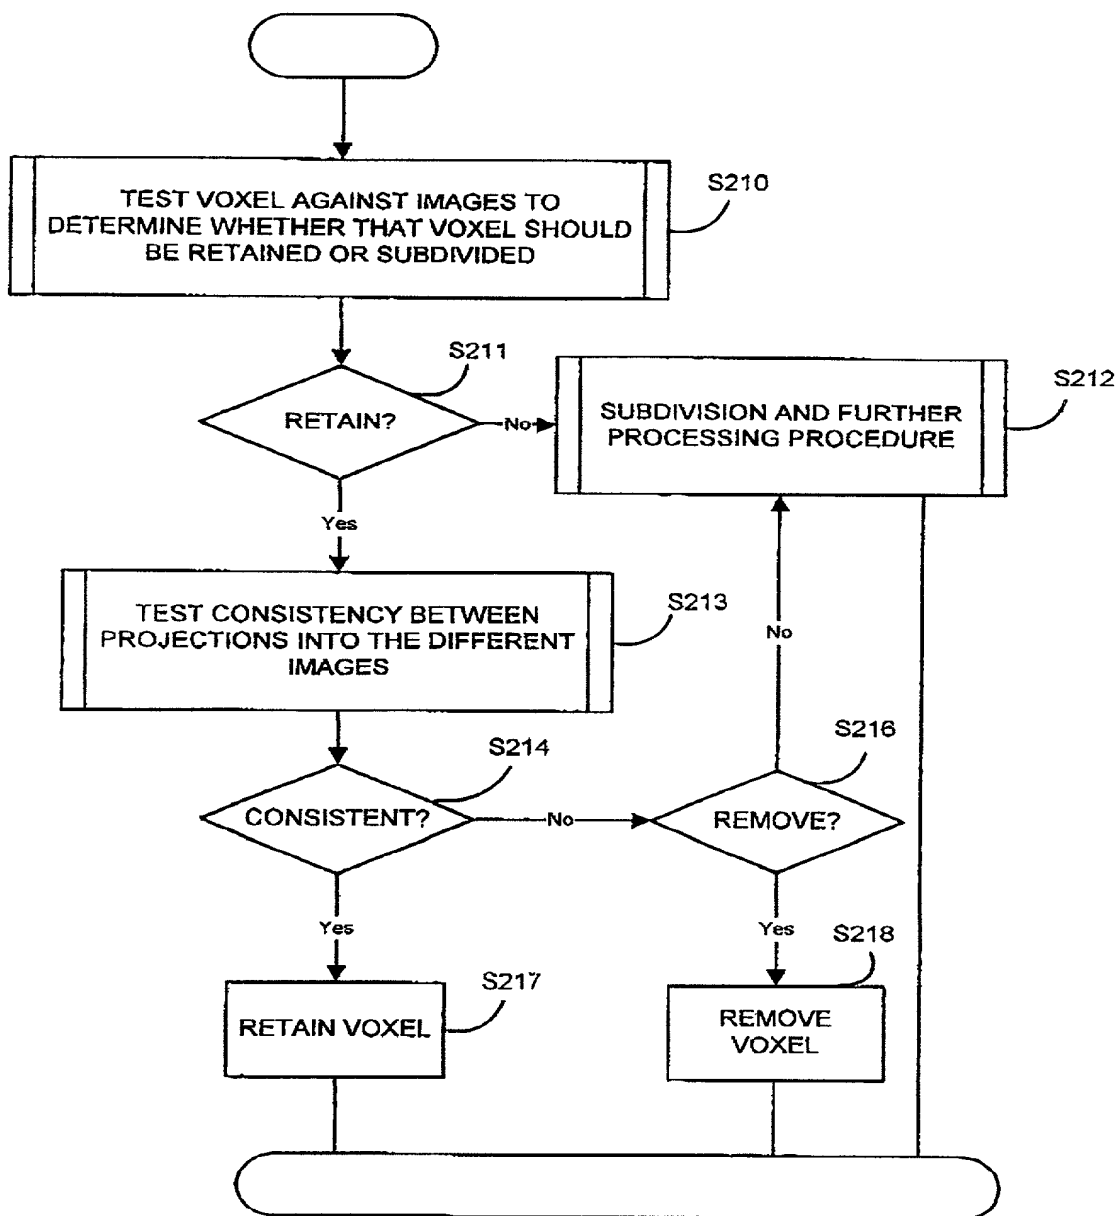 TEST VOXEL AGAINST IMAGES TO
DETERMINE WHETHER THAT VOXEL SHOULD
BE RETAINED OR SUBDIVIDED
S210
S211
RETAIN?
No
SUBDIVISION AND FURTHER
PROCESSING PROCEDURE
S212
Yes
TEST CONSISTENCY BETWEEN
PROJECTIONS INTO THE DIFFERENT
IMAGES
S213
No
S214
CONSISTENT?
No
S216
REMOVE?
Yes
Yes
S217
RETAIN VOXEL
S218
REMOVE
VOXEL